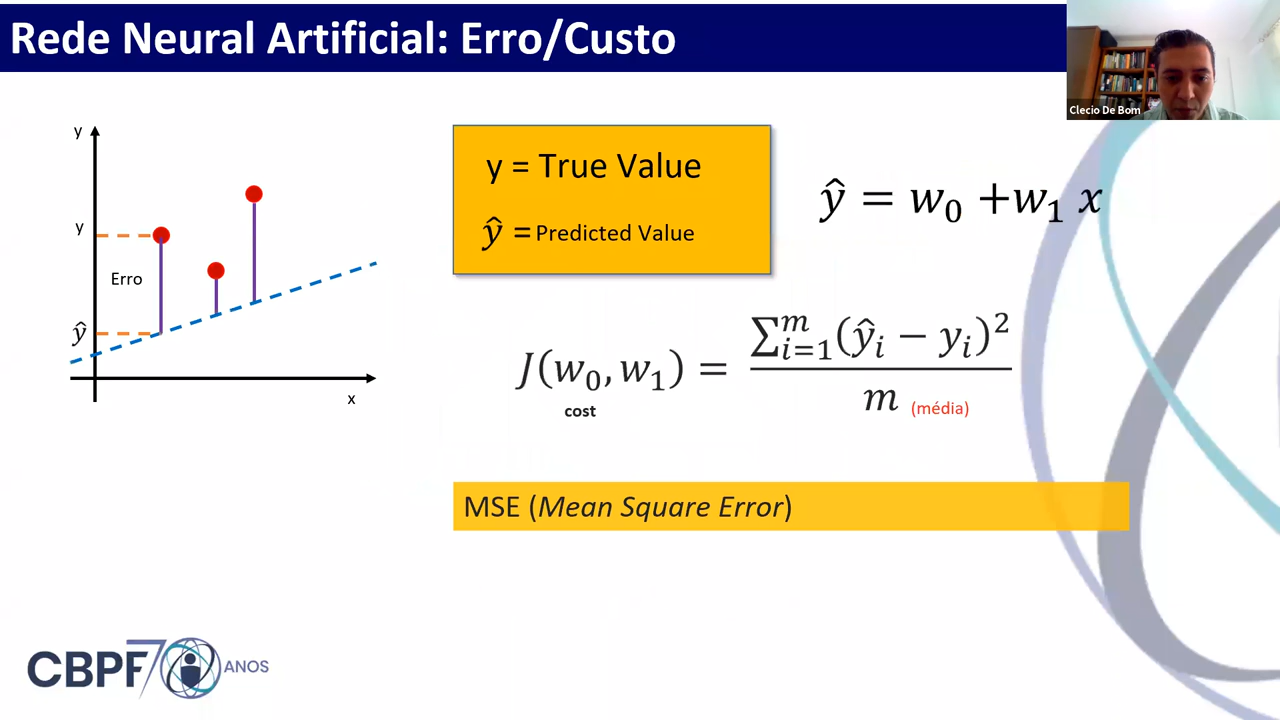 Rede Neural Artificial: Erro/Custo
Clecio De Bom
y
y
Erro
ŷ
x
y = True Value
ŷ = Predicted Value
ŷ = w₀ +w₁ x
J(w₀, w₁) = ∑ᵢ₌₁ᵐ(ŷᵢ − yᵢ)² / m
cost
(média)
MSE (Mean Square Error)
CBPF 70 ANOS